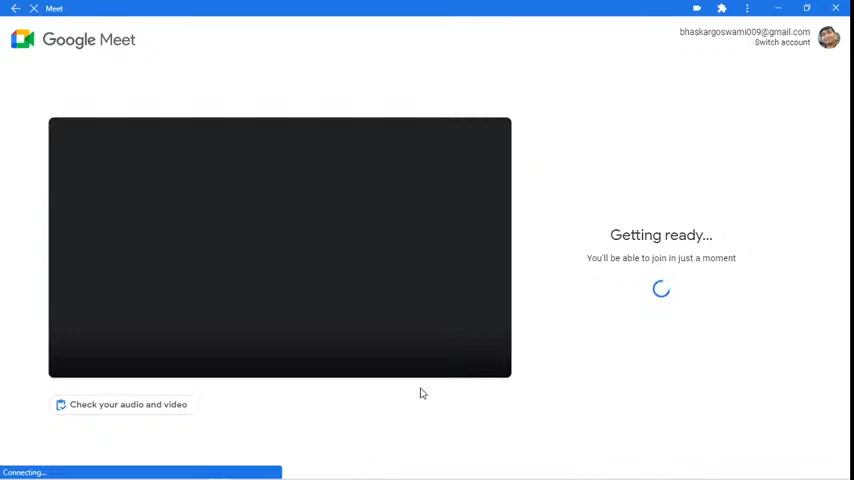 Meet
Google Meet
bhaskargoswami009@gmail.com
Switch account
Getting ready...
You'll be able to join in just a moment
Check your audio and video
Connecting...